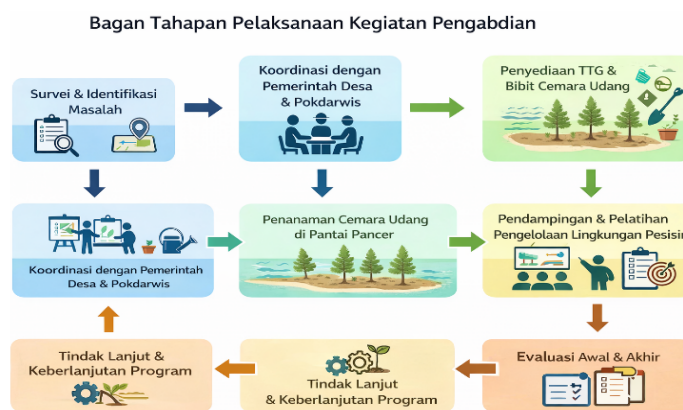 Bagan Tahapan Pelaksanaan Kegiatan Pengabdian
Survei & Identifikasi
Masalah
Koordinasi dengan
Pemerintah Desa
& Pokdarwis
Penyediaan TTG &
Bibit Cemara Udang
Koordinasi dengan Pemerintah
Desa & Pokdarwis
Penanaman Cemara Udang
di Pantai Pancer
Pendampingan & Pelatihan
Pengelolaan Lingkungan Pesisir
Tindak Lanjut &
Keberlanjutan Program
Tindak Lanjut
& Keberlanjutan Program
Evaluasi Awal & Akhir